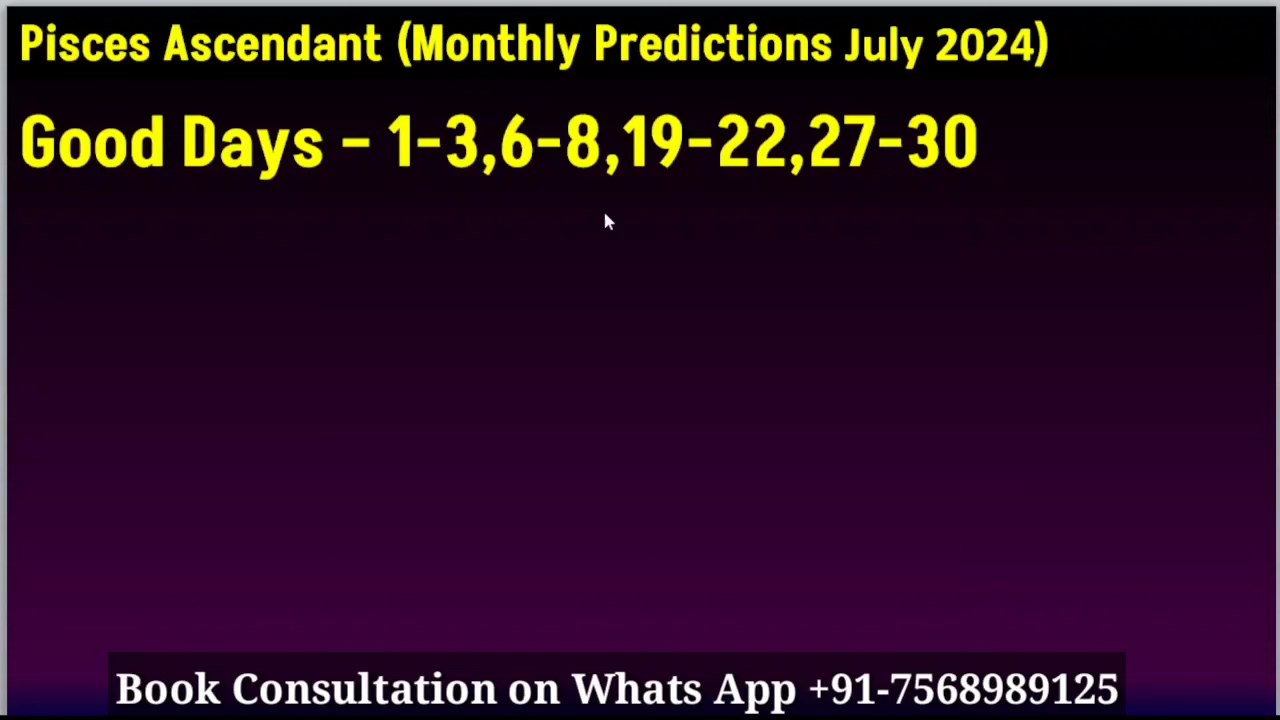 Pisces Ascendant (Monthly Predictions July 2024)
Good Days – 1-3,6-8,19-22,27-30
Book Consultation on Whats App +91-7568989125